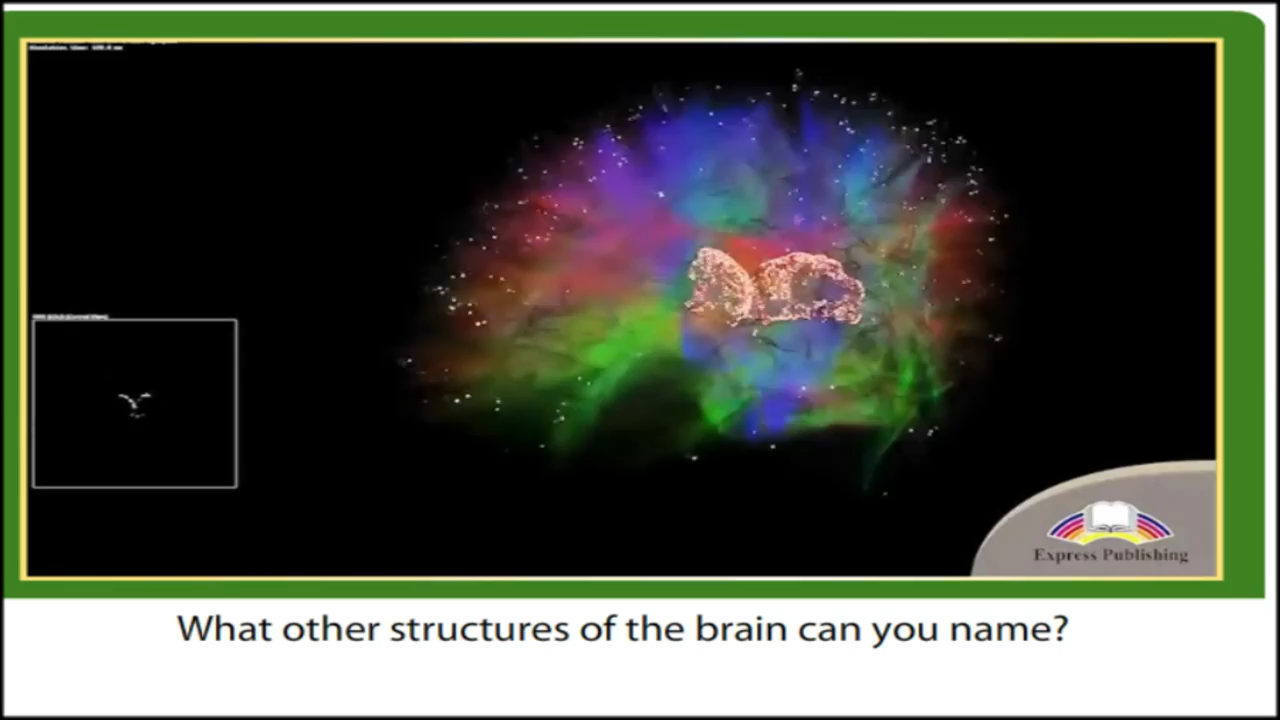 Express Publishing
What other structures of the brain can you name?